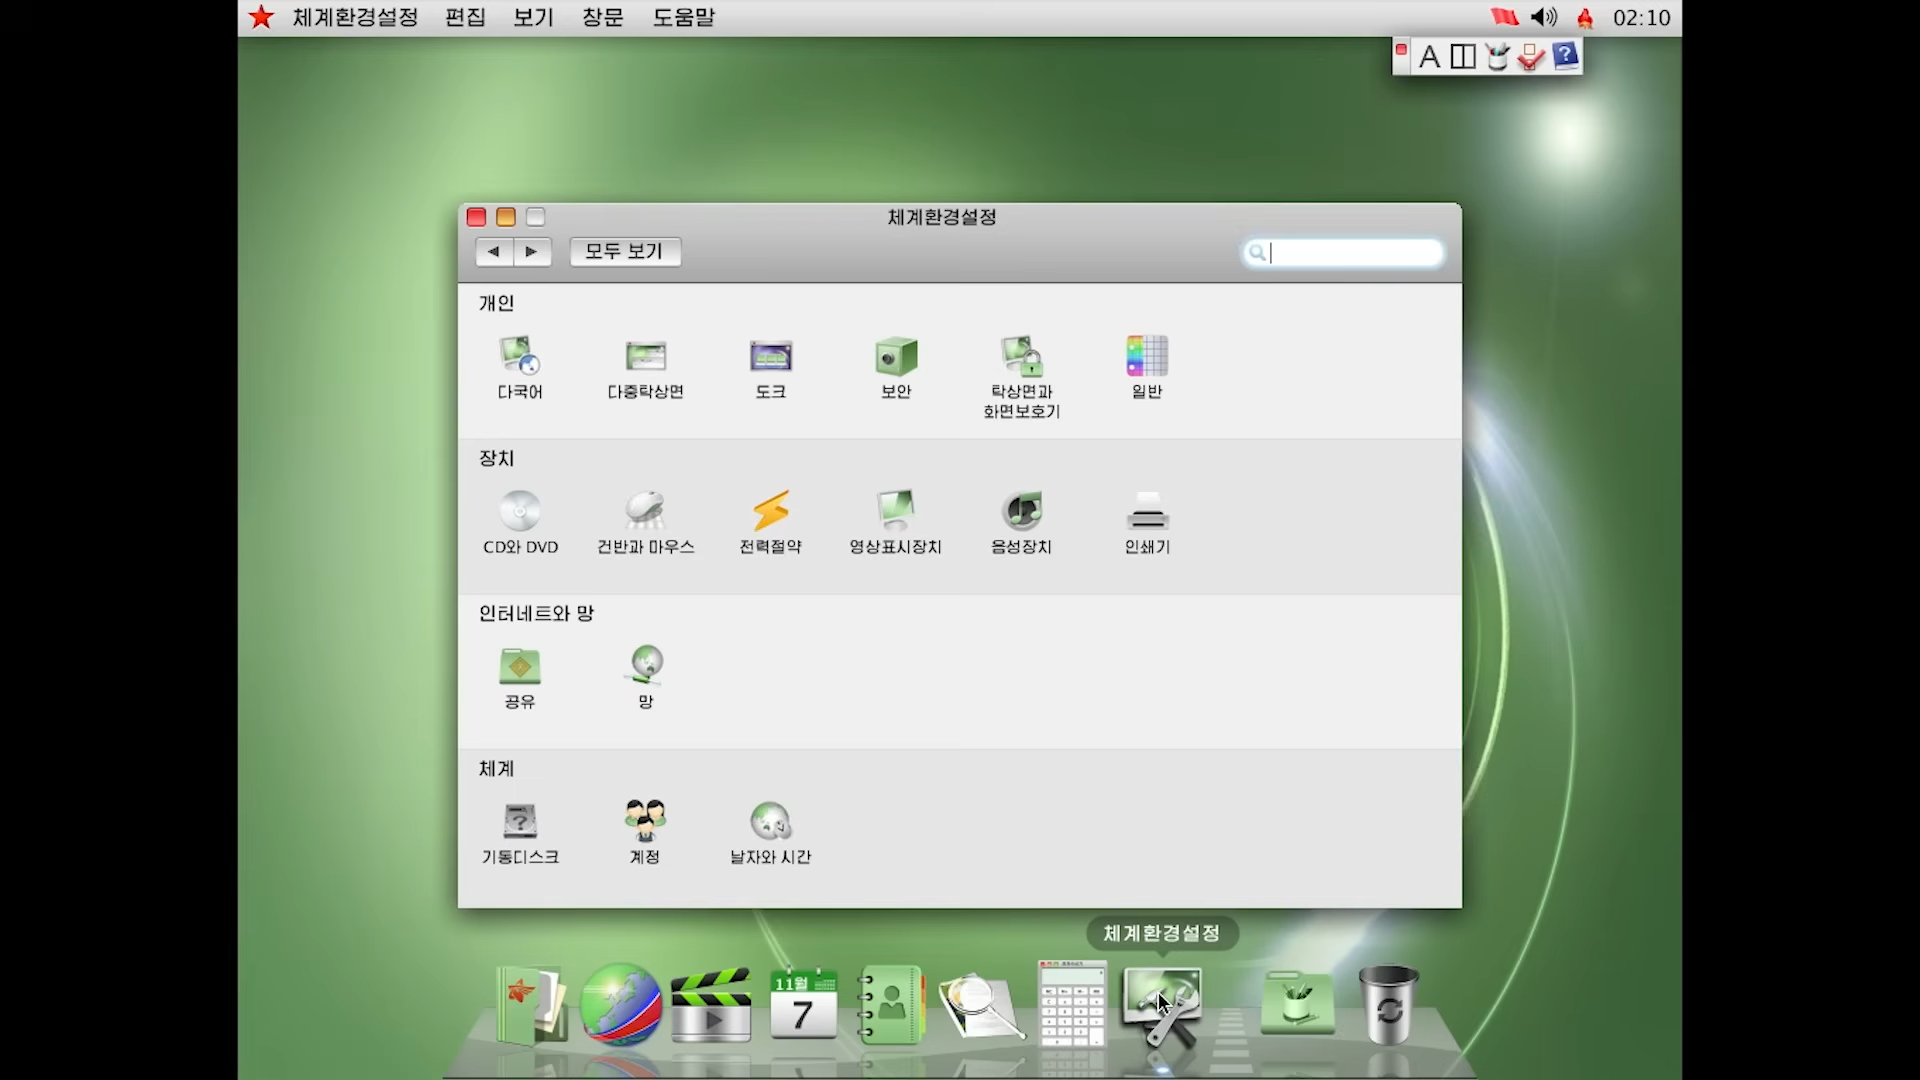 체계환경설정 편집 보기 창문 도움말 02:10
A
체계환경설정
모두 보기
개인
다국어 다중탁상면 도크 보안 탁상면과 일반
화면보호기
장치
CD와 DVD 건반과 마우스 전력절약 영상표시장치 음성장치 인쇄기
인터네트와 망
공유 망
체계
기동디스크 계정 날자와 시간
체계환경설정
11월
7